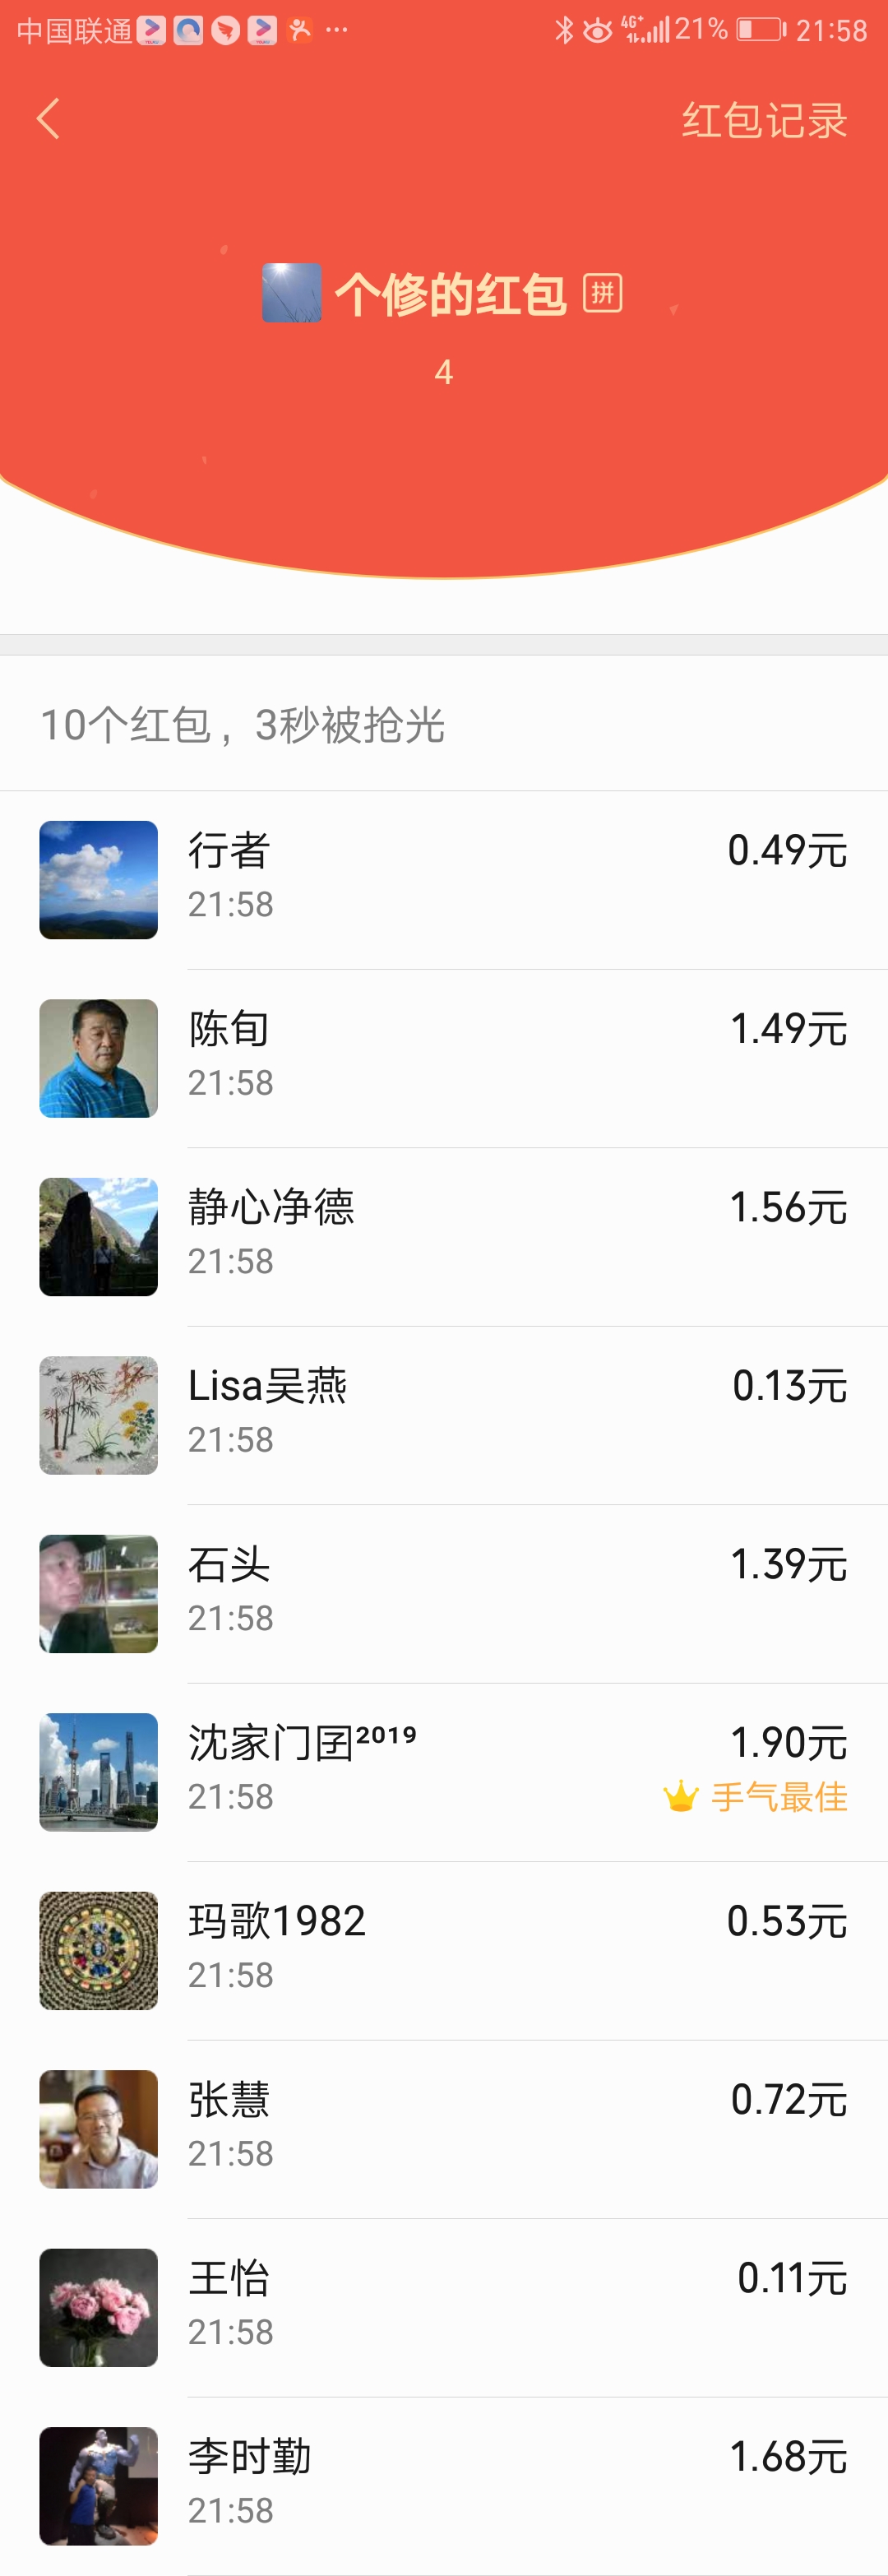 中国联通 4G+ 21% 21:58
红包记录
个修的红包 拼
4
10个红包，3秒被抢光
行者 0.49元
21:58
陈旬 1.49元
21:58
静心净德 1.56元
21:58
Lisa吴燕 0.13元
21:58
石头 1.39元
21:58
沈家门囝²⁰¹⁹ 1.90元
21:58 手气最佳
玛歌1982 0.53元
21:58
张慧 0.72元
21:58
王怡 0.11元
21:58
李时勤 1.68元
21:58